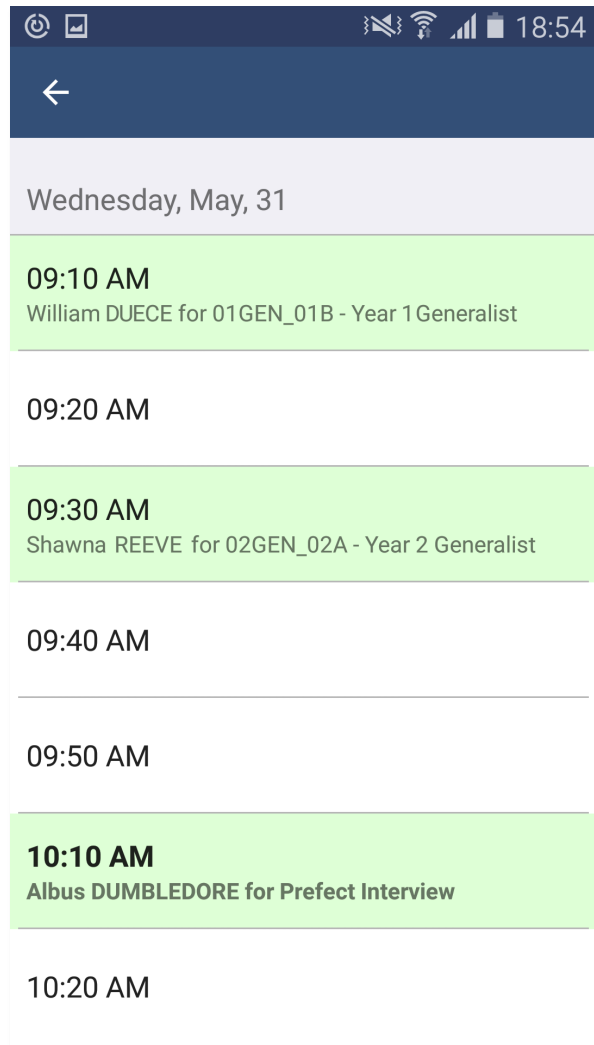 18:54
Wednesday, May, 31
09:10 AM
William DUECE for 01GEN_01B - Year 1 Generalist
09:20 AM
09:30 AM
Shawna REEVE for 02GEN_02A - Year 2 Generalist
09:40 AM
09:50 AM
10:10 AM
Albus DUMBLEDORE for Prefect Interview
10:20 AM